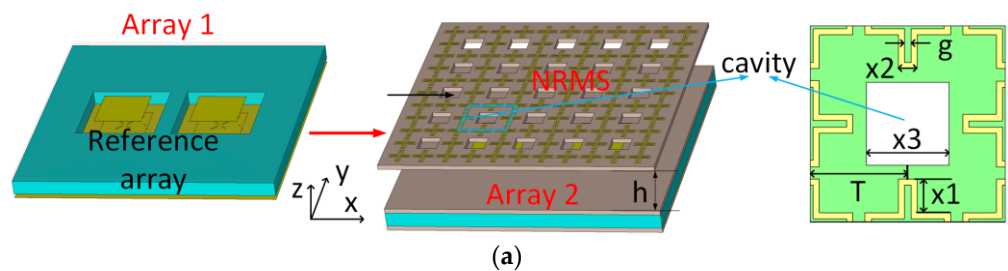 Array 1
Reference
array
NRMS
Array 2
h
z
y
x
cavity
g
x2
x3
T
x1
(a)